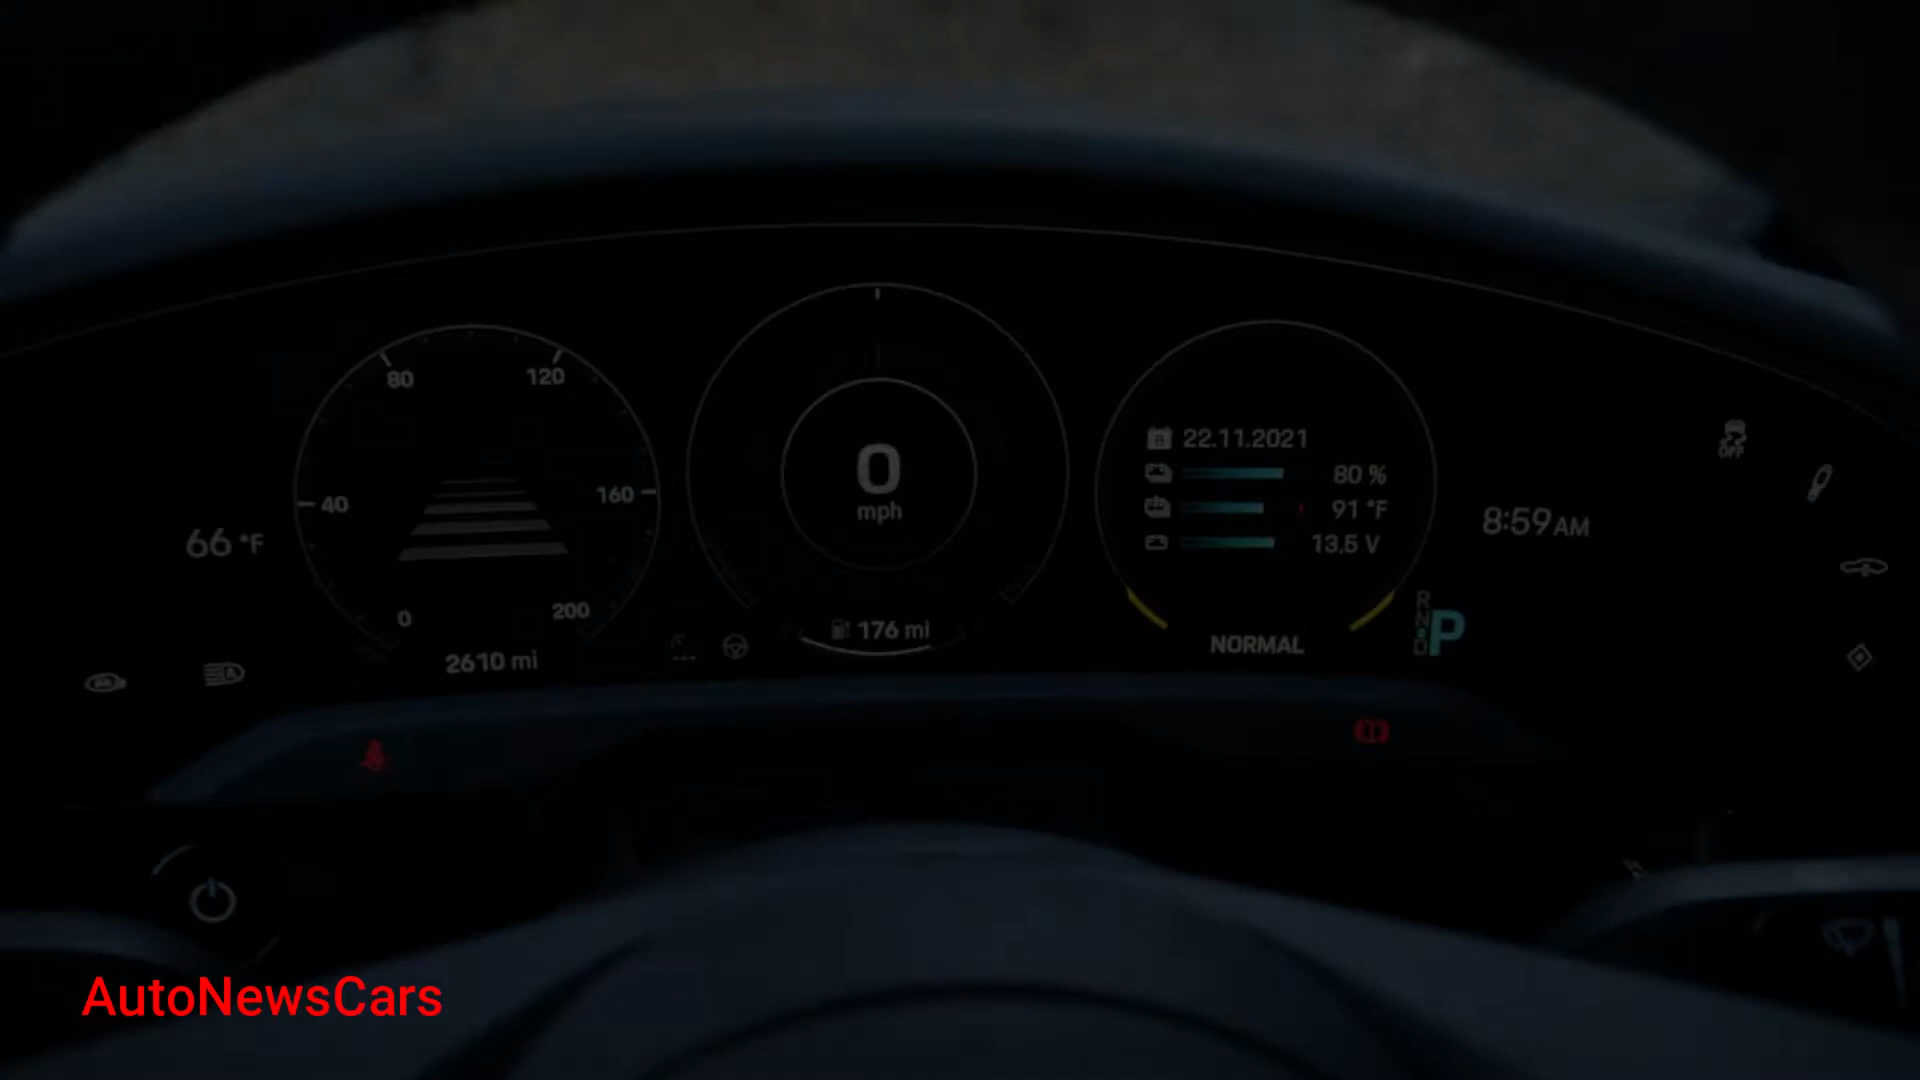 80
120
40
160
0
200
66 °F
2610 mi
0
mph
176 mi
22.11.2021
80 %
91 °F
13.5 V
NORMAL
8:59 AM
R
N
D
P
OFF
AutoNewsCars